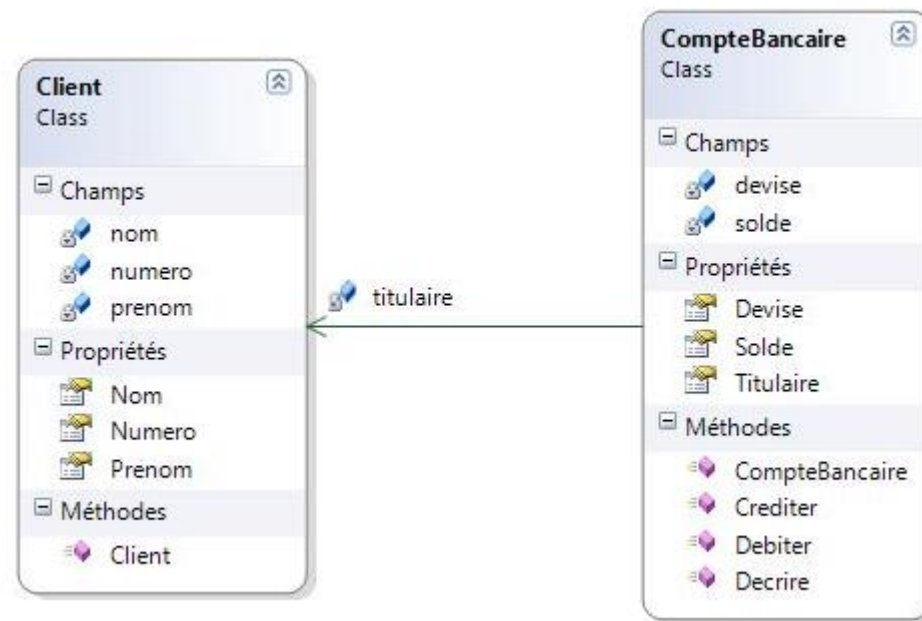 Client
Class
Champs
nom
numero
prenom
Propriétés
Nom
Numero
Prenom
Méthodes
Client
titulaire
CompteBancaire
Class
Champs
devise
solde
Propriétés
Devise
Solde
Titulaire
Méthodes
CompteBancaire
Crediter
Debiter
Decrire